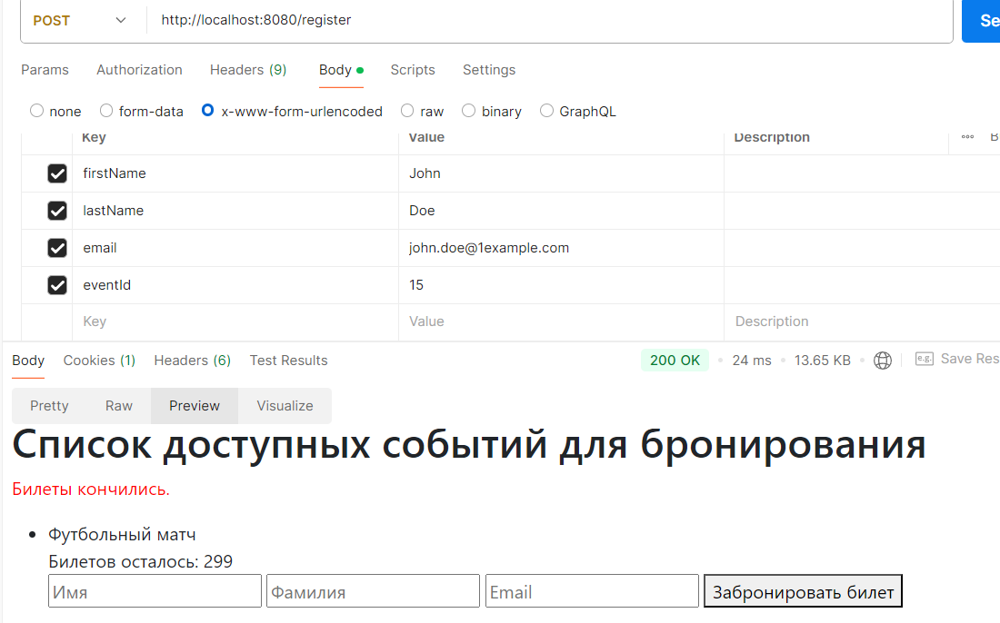 POST http://localhost:8080/register Se
Params Authorization Headers (9) Body Scripts Settings
none form-data x-www-form-urlencoded raw binary GraphQL
Key Value Description B
firstName John
lastName Doe
email john.doe@1example.com
eventId 15
Key Value Description
Body Cookies (1) Headers (6) Test Results 200 OK 24 ms 13.65 KB e.g. Save Res
Pretty Raw Preview Visualize
Список доступных событий для бронирования
Билеты кончились.
Футбольный матч
Билетов осталось: 299
Имя Фамилия Email Забронировать билет